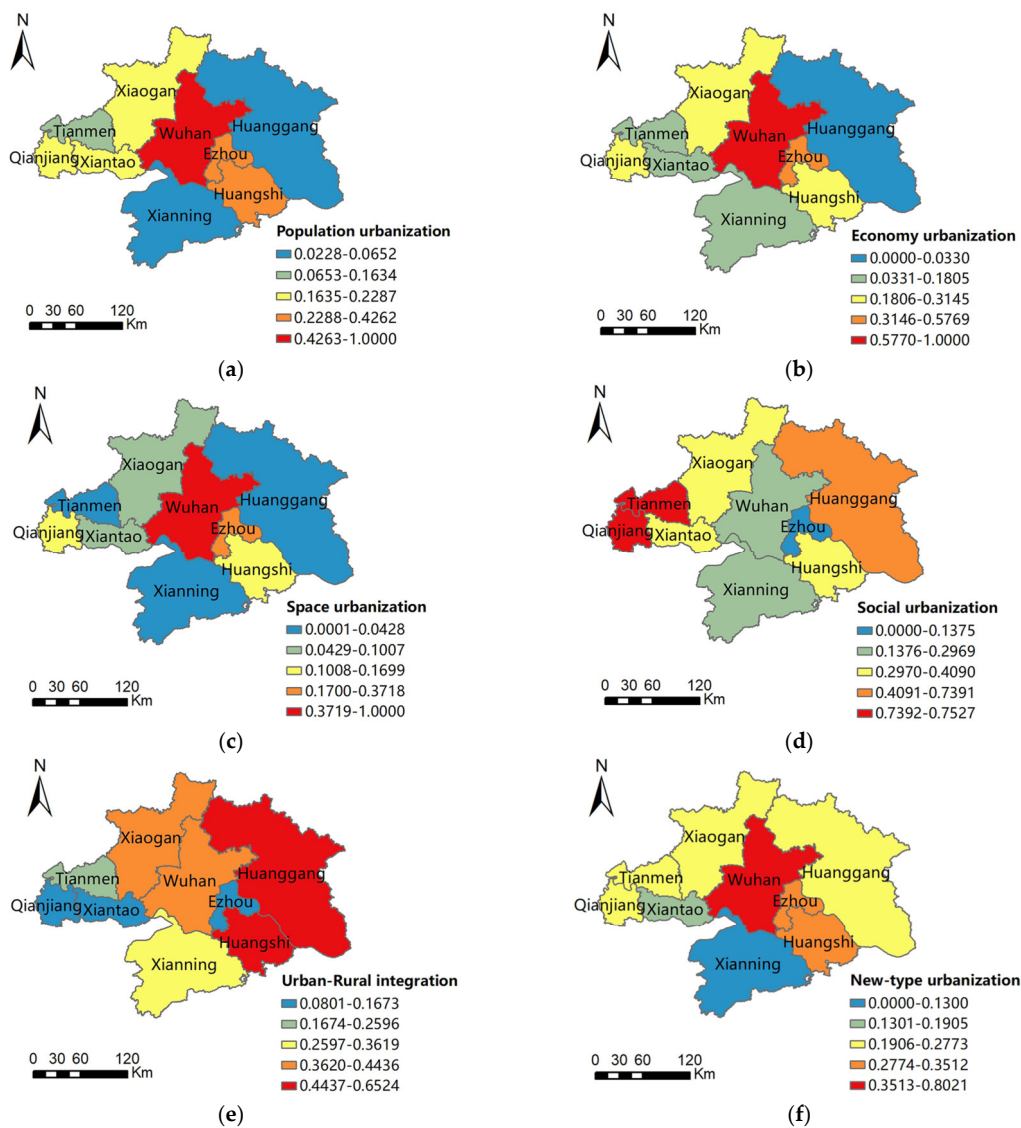 N
Xiaogan
Tianmen
Wuhan
Huanggang
Qianjiang
Xiantao
Ezhou
Huangshi
Xianning
Population urbanization
0.0228-0.0652
0.0653-0.1634
0.1635-0.2287
0.2288-0.4262
0.4263-1.0000
0 30 60 120
Km
(a)
N
Xiaogan
Tianmen
Wuhan
Huanggang
Qianjiang
Xiantao
Ezhou
Huangshi
Xianning
Economy urbanization
0.0000-0.0330
0.0331-0.1805
0.1806-0.3145
0.3146-0.5769
0.5770-1.0000
0 30 60 120
Km
(b)
N
Xiaogan
Tianmen
Wuhan
Huanggang
Qianjiang
Xiantao
Ezhou
Huangshi
Xianning
Space urbanization
0.0001-0.0428
0.0429-0.1007
0.1008-0.1699
0.1700-0.3718
0.3719-1.0000
0 30 60 120
Km
(c)
N
Xiaogan
Tianmen
Wuhan
Huanggang
Qianjiang
Xiantao
Ezhou
Huangshi
Xianning
Social urbanization
0.0000-0.1375
0.1376-0.2969
0.2970-0.4090
0.4091-0.7391
0.7392-0.7527
0 30 60 120
Km
(d)
N
Xiaogan
Tianmen
Wuhan
Huanggang
Qianjiang
Xiantao
Ezhou
Huangshi
Xianning
Urban-Rural integration
0.0801-0.1673
0.1674-0.2596
0.2597-0.3619
0.3620-0.4436
0.4437-0.6524
0 30 60 120
Km
(e)
N
Xiaogan
Tianmen
Wuhan
Huanggang
Qianjiang
Xiantao
Ezhou
Huangshi
Xianning
New-type urbanization
0.0000-0.1300
0.1301-0.1905
0.1906-0.2773
0.2774-0.3512
0.3513-0.8021
0 30 60 120
Km
(f)